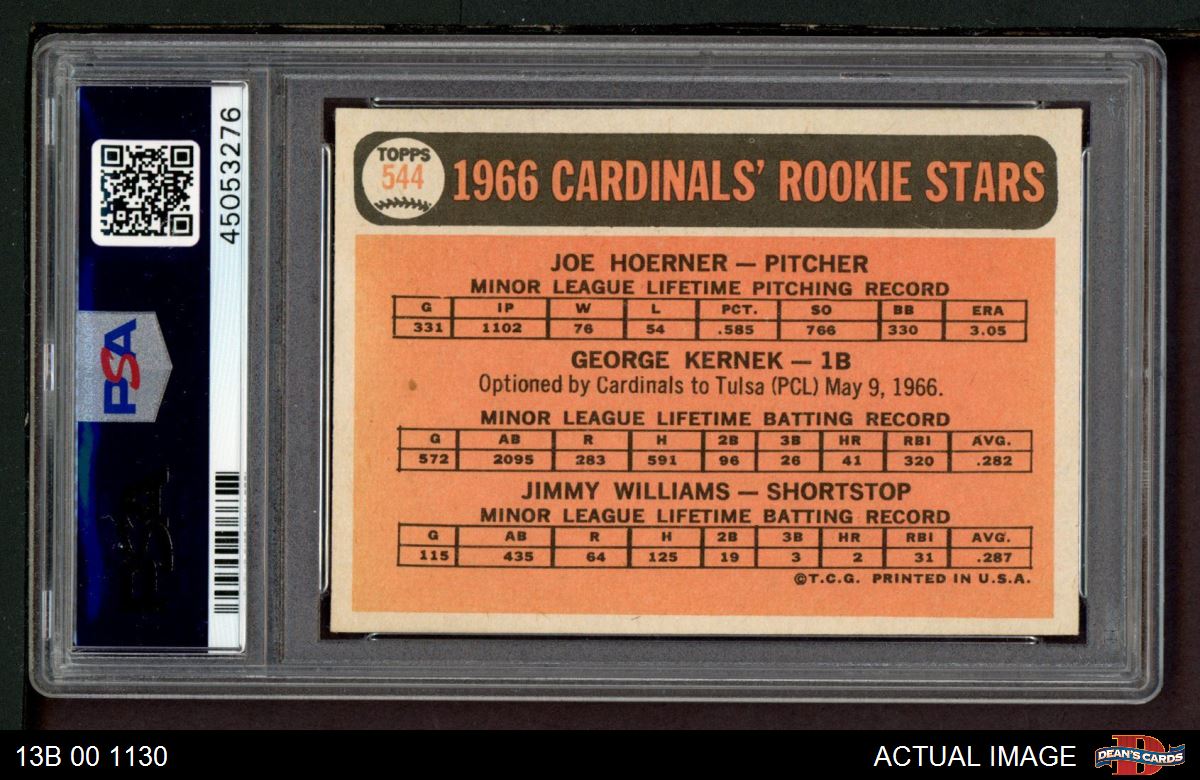 45053276
PSA
TOPPS
544
1966 CARDINALS' ROOKIE STARS
JOE HOERNER — PITCHER
MINOR LEAGUE LIFETIME PITCHING RECORD
G IP W L PCT. SO BB ERA
331 1102 76 54 .585 766 330 3.05
GEORGE KERNEK — 1B
Optioned by Cardinals to Tulsa (PCL) May 9, 1966.
MINOR LEAGUE LIFETIME BATTING RECORD
G AB R H 2B 3B HR RBI AVG.
572 2095 283 591 96 26 41 320 .282
JIMMY WILLIAMS — SHORTSTOP
MINOR LEAGUE LIFETIME BATTING RECORD
G AB R H 2B 3B HR RBI AVG.
115 435 64 125 19 3 2 31 .287
©T.C.G. PRINTED IN U.S.A.
13B 00 1130
ACTUAL IMAGE
DEAN'S CARDS